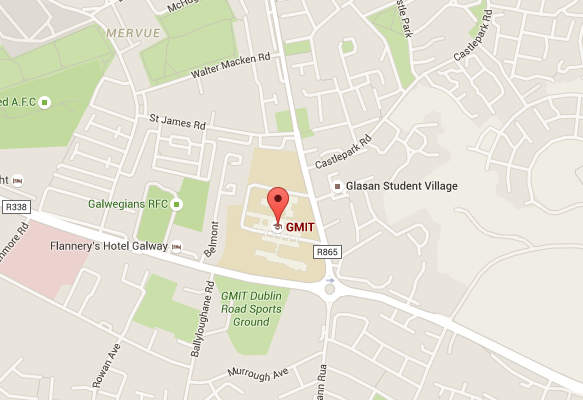 McHug
MERVUE
stle Park
Castlepark Rd
Walter Macken Rd
ed A.F.C
St James Rd
Castlepark Rd
ht
Glasan Student Village
R338
Galwegians RFC
GMIT
Belmont
Flannery's Hotel Galway
R865
nmore Rd
GMIT Dublin
Road Sports
Ground
Ballyloughane Rd
Rowan Ave
Murrough Ave
ann Rua